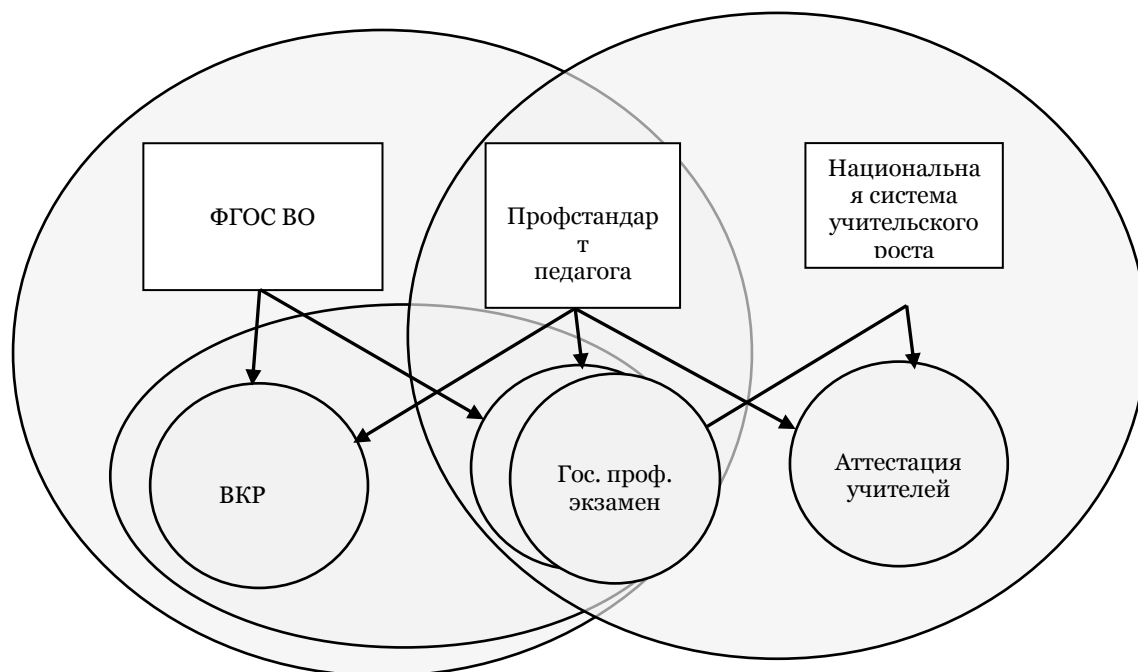 ФГОС ВО
Профстандар
т
педагога
Национальна
я система
учительского
роста
ВКР
Гос. проф.
экзамен
Аттестация
учителей